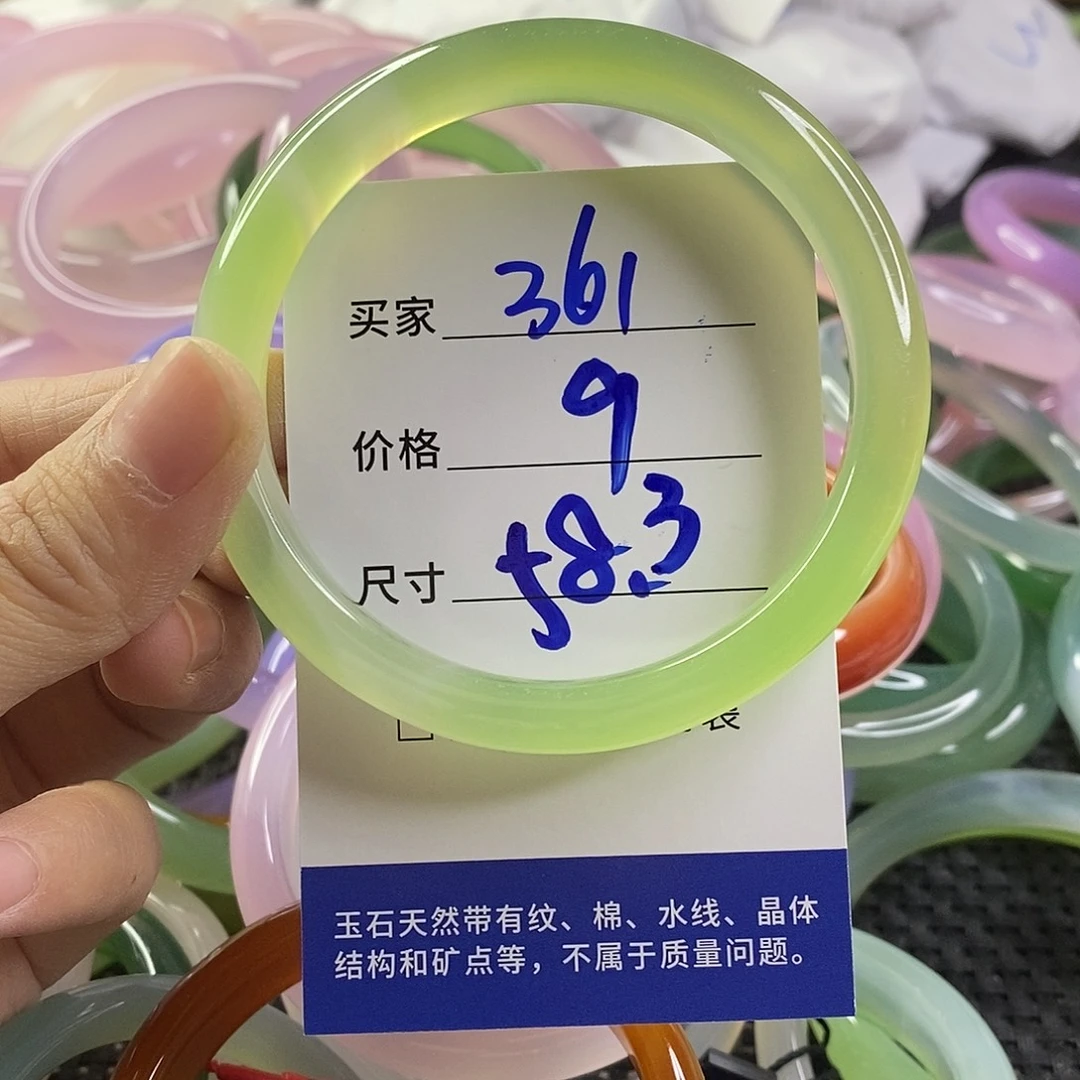 买家 361
价格 9
尺寸 58.3
装
玉石天然带有纹、棉、水线、晶体
结构和矿点等，不属于质量问题。